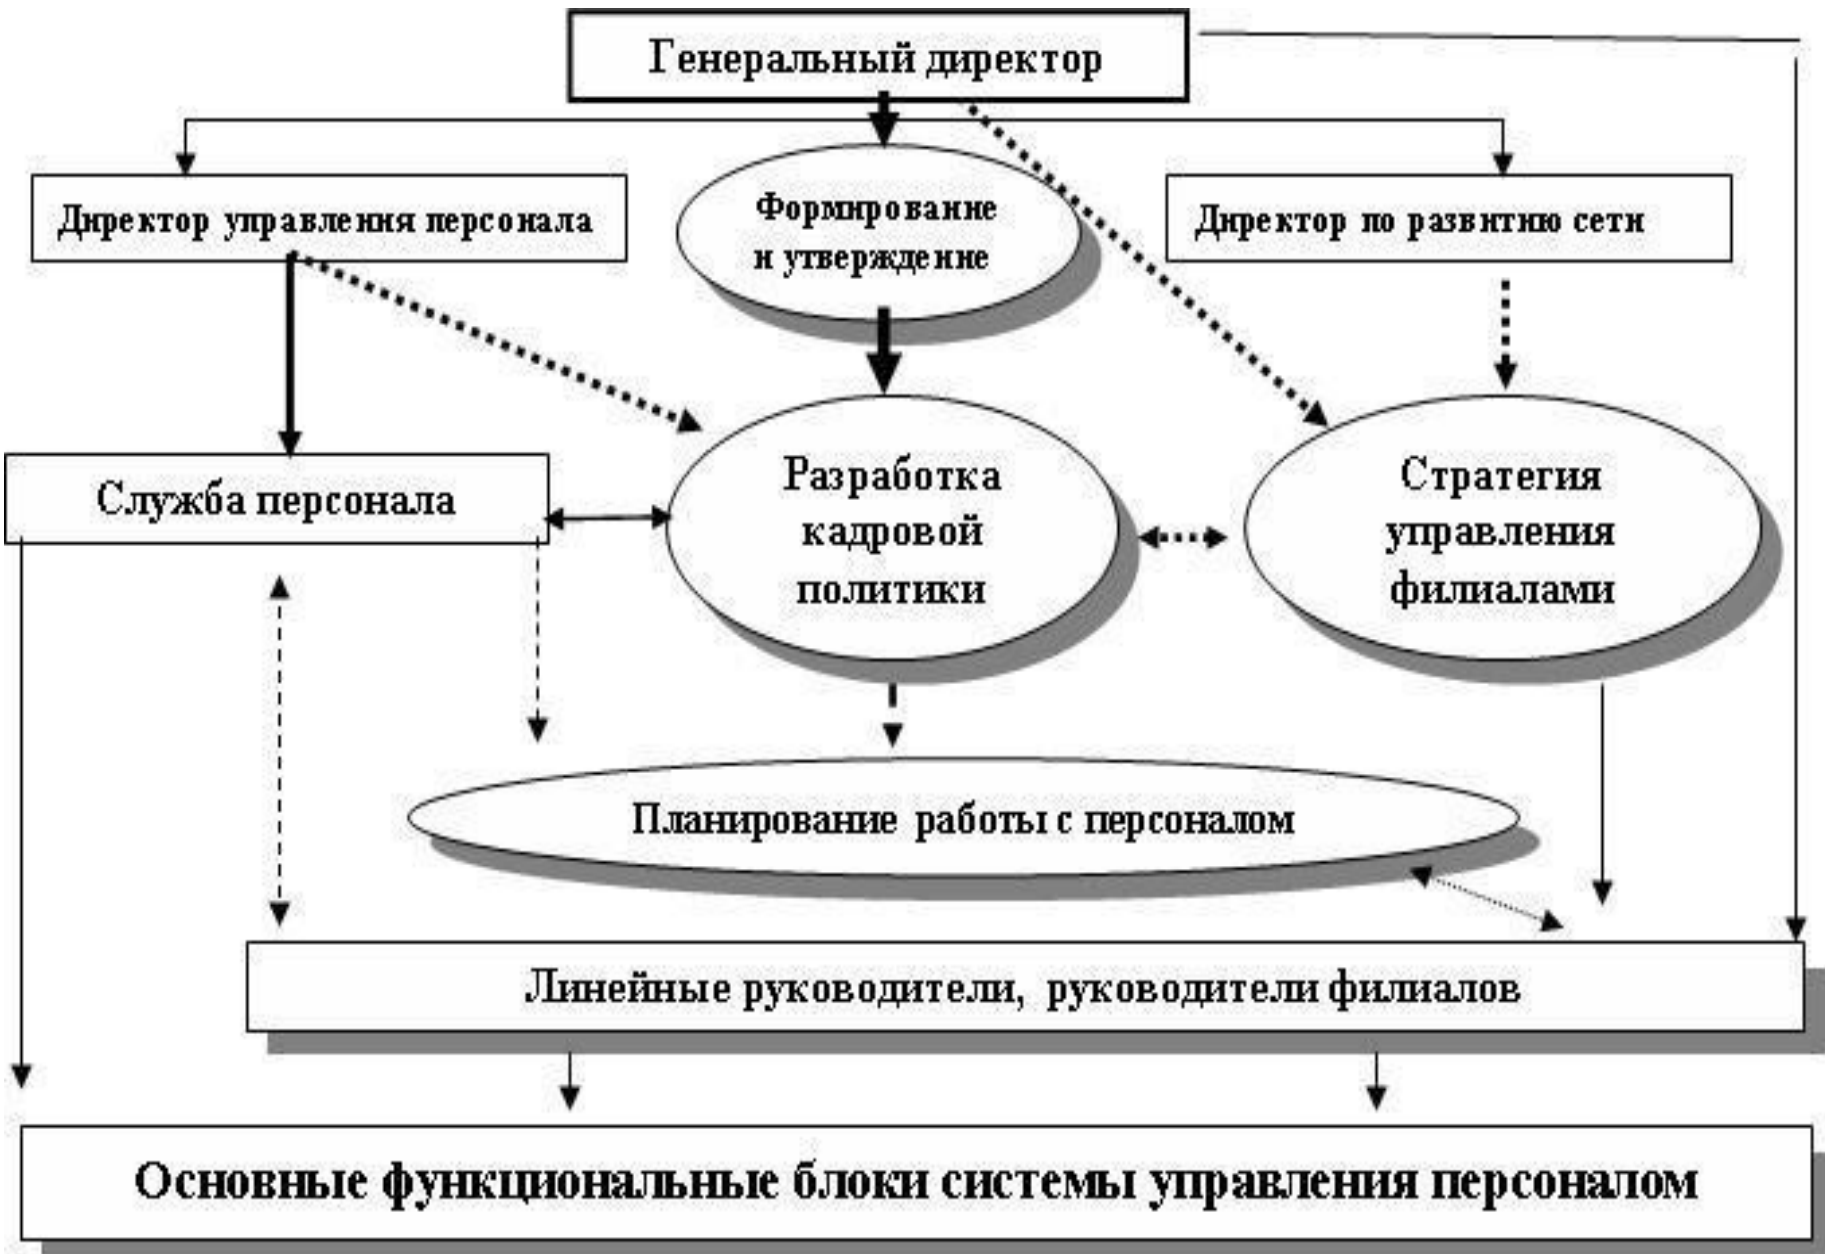 Генеральный директор
Директор управления персонала
Формирование
и утверждение
Директор по развитию сети
Служба персонала
Разработка
кадровой
политики
Стратегия
управления
филиалами
Планирование работы с персоналом
Линейные руководители, руководители филиалов
Основные функциональные блоки системы управления персоналом